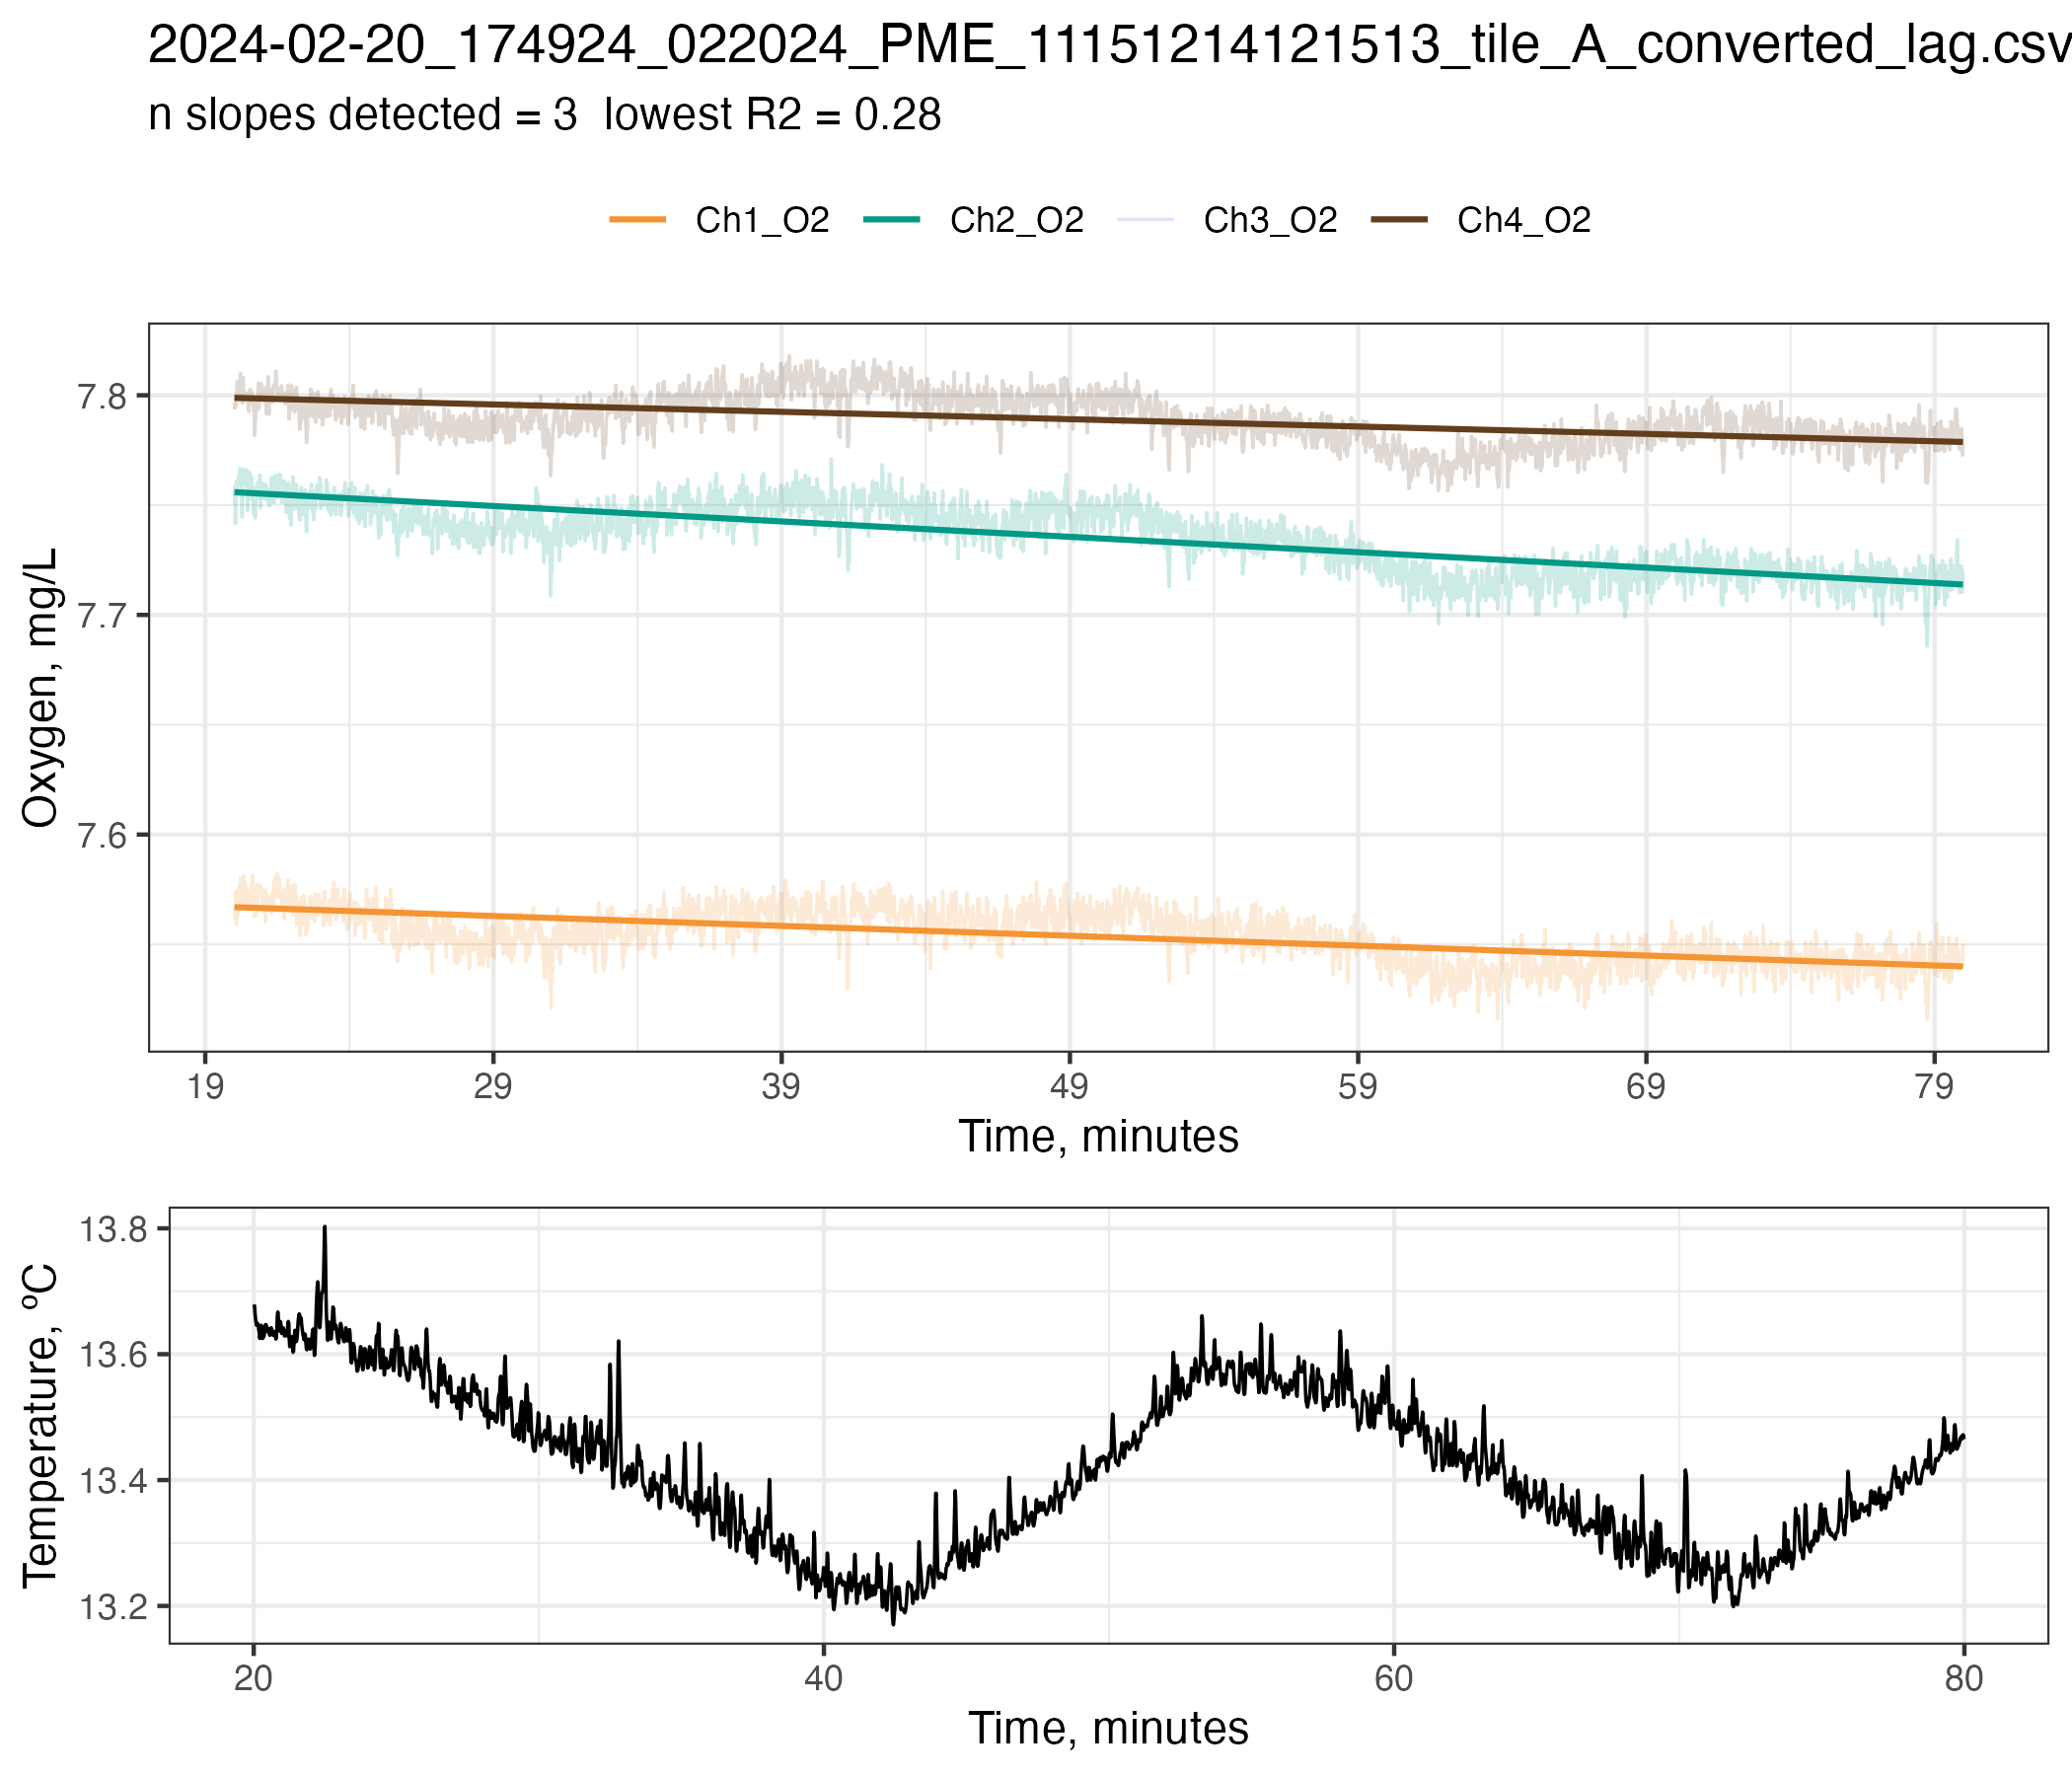 2024-02-20_174924_022024_PME_11151214121513_tile_A_converted_lag.csv
n slopes detected = 3  lowest R2 = 0.28
Ch1_O2 Ch2_O2 Ch3_O2 Ch4_O2
7.8
7.7
7.6
Oxygen, mg/L
19 29 39 49 59 69 79
Time, minutes
13.8
13.6
13.4
13.2
Temperature, ºC
20 40 60 80
Time, minutes